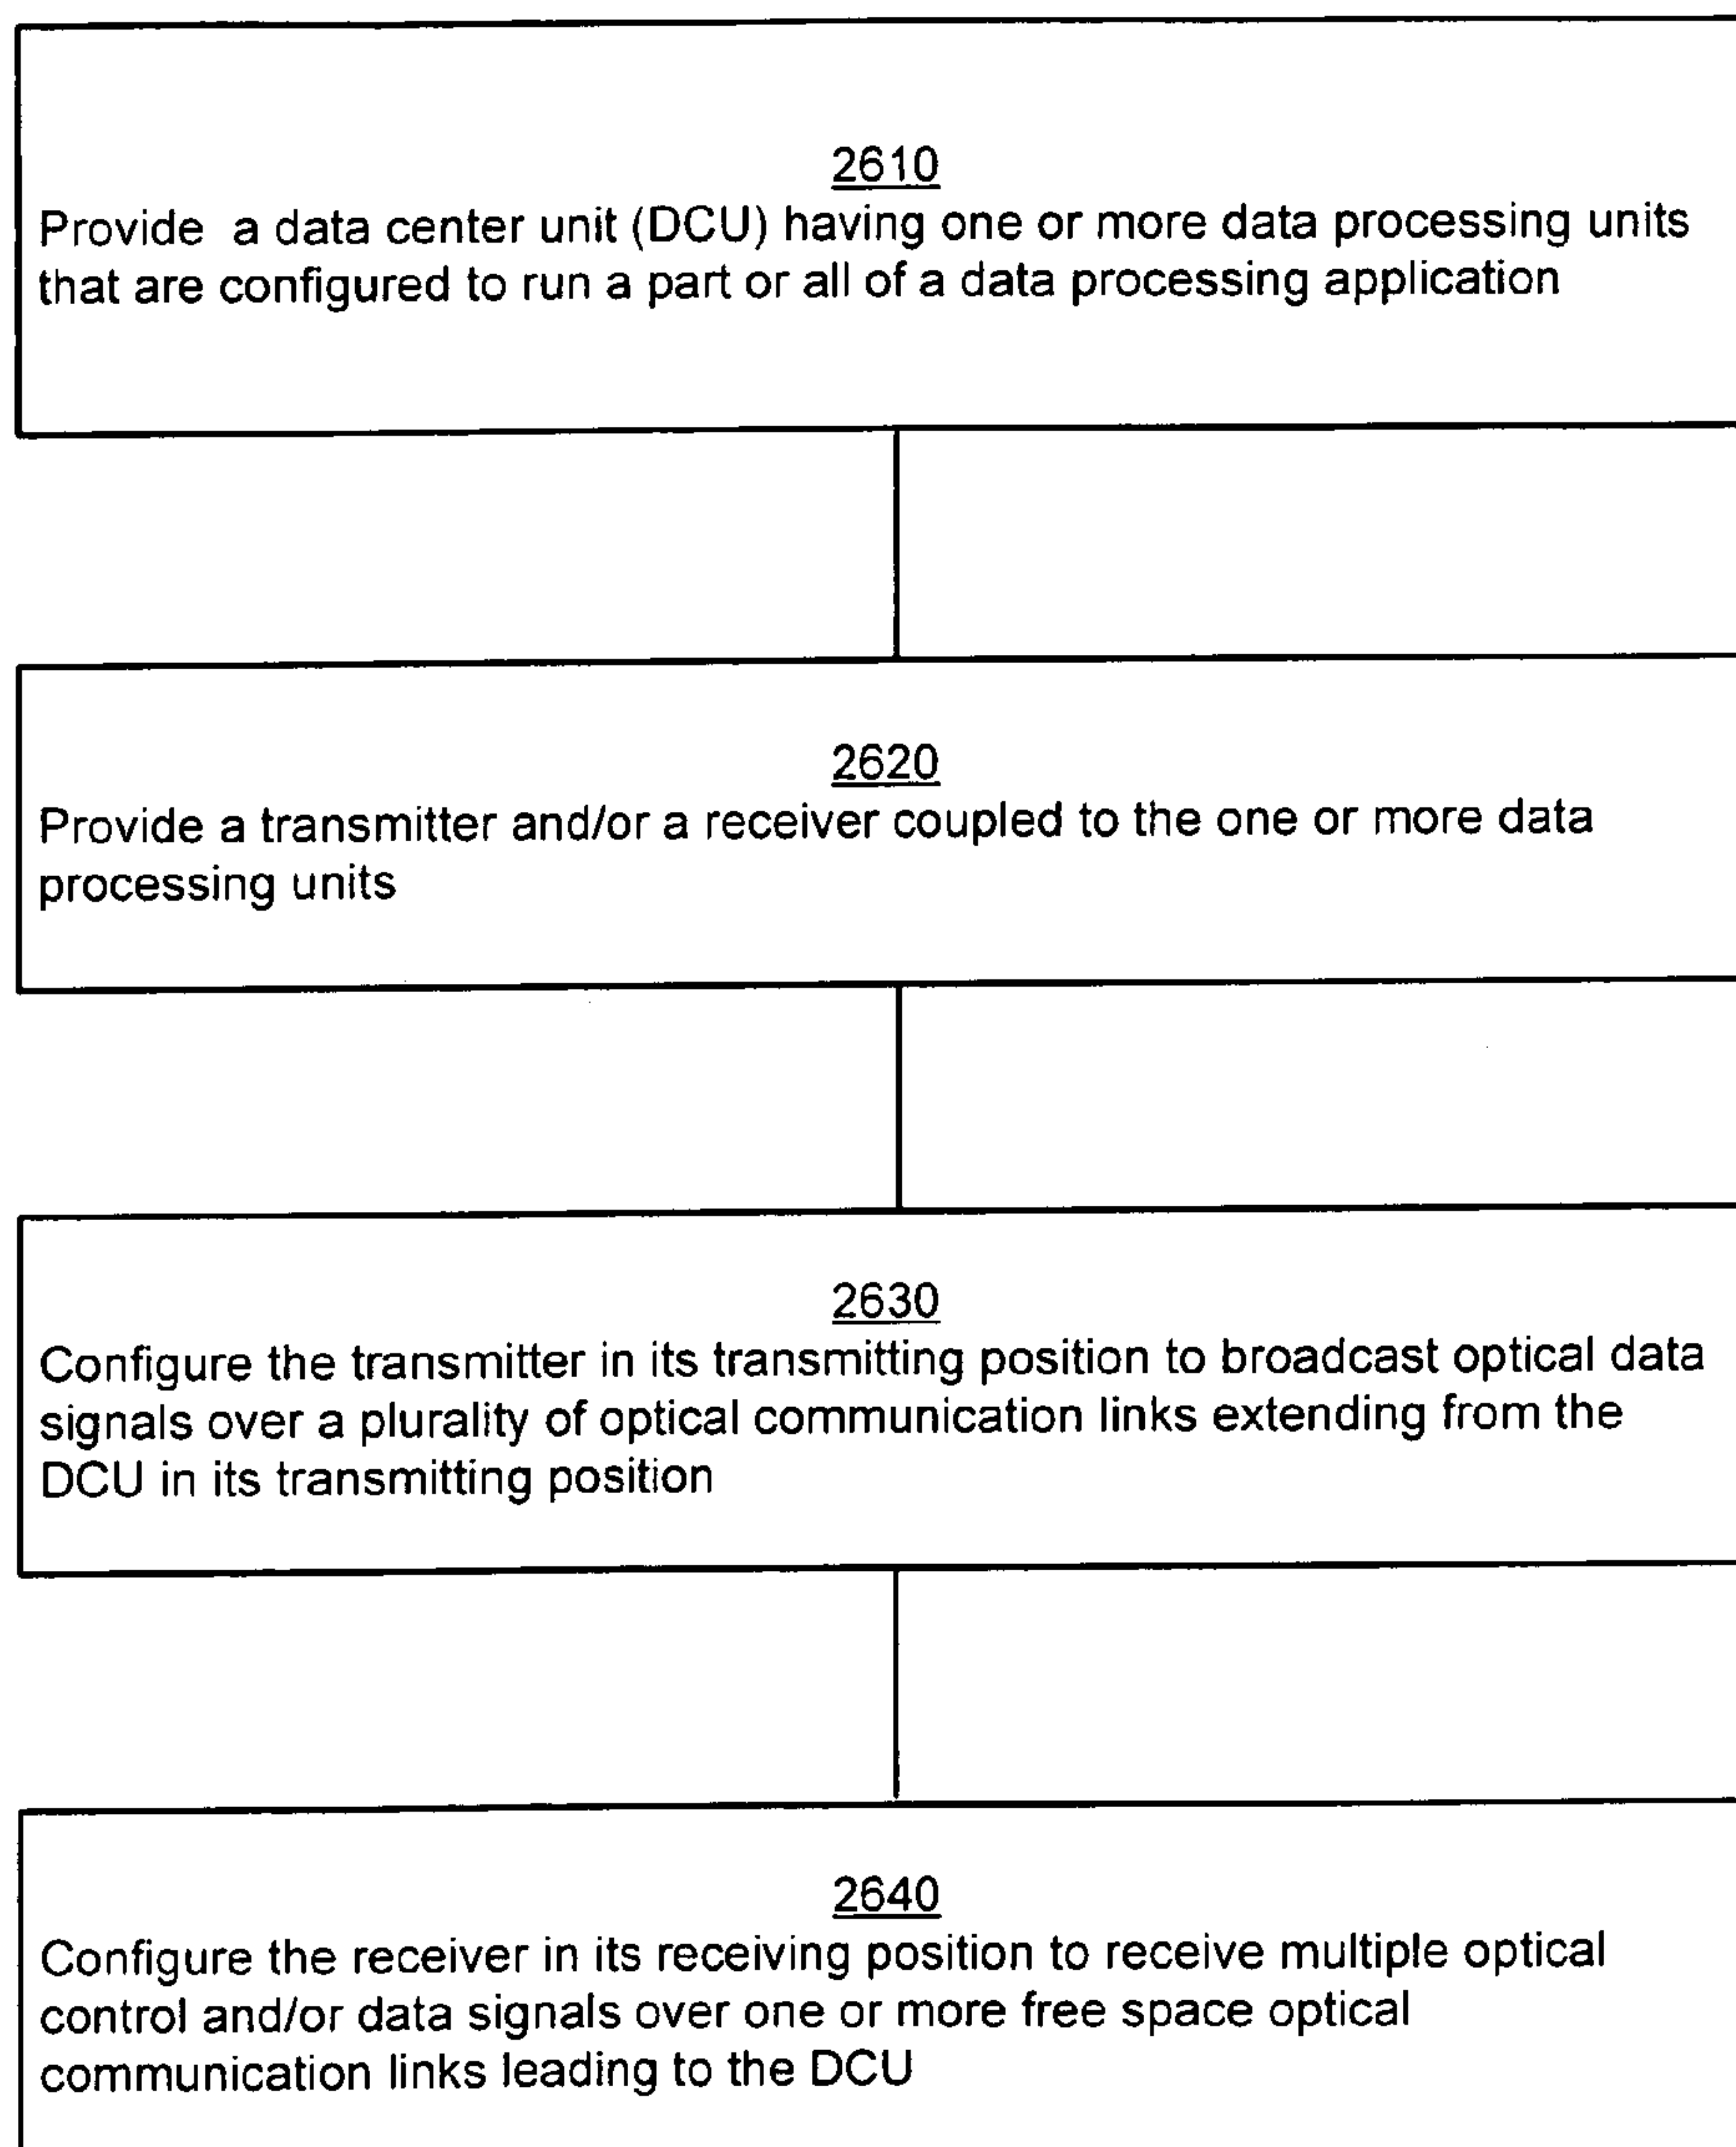 2610
Provide a data center unit (DCU) having one or more data processing units
that are configured to run a part or all of a data processing application
2620
Provide a transmitter and/or a receiver coupled to the one or more data
processing units
2630
Configure the transmitter in its transmitting position to broadcast optical data
signals over a plurality of optical communication links extending from the
DCU in its transmitting position
2640
Configure the receiver in its receiving position to receive multiple optical
control and/or data signals over one or more free space optical
communication links leading to the DCU